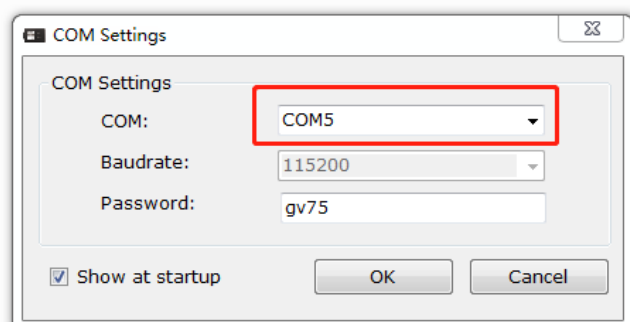 COM Settings
COM Settings
COM: COM5
Baudrate: 115200
Password: gv75
Show at startup OK Cancel